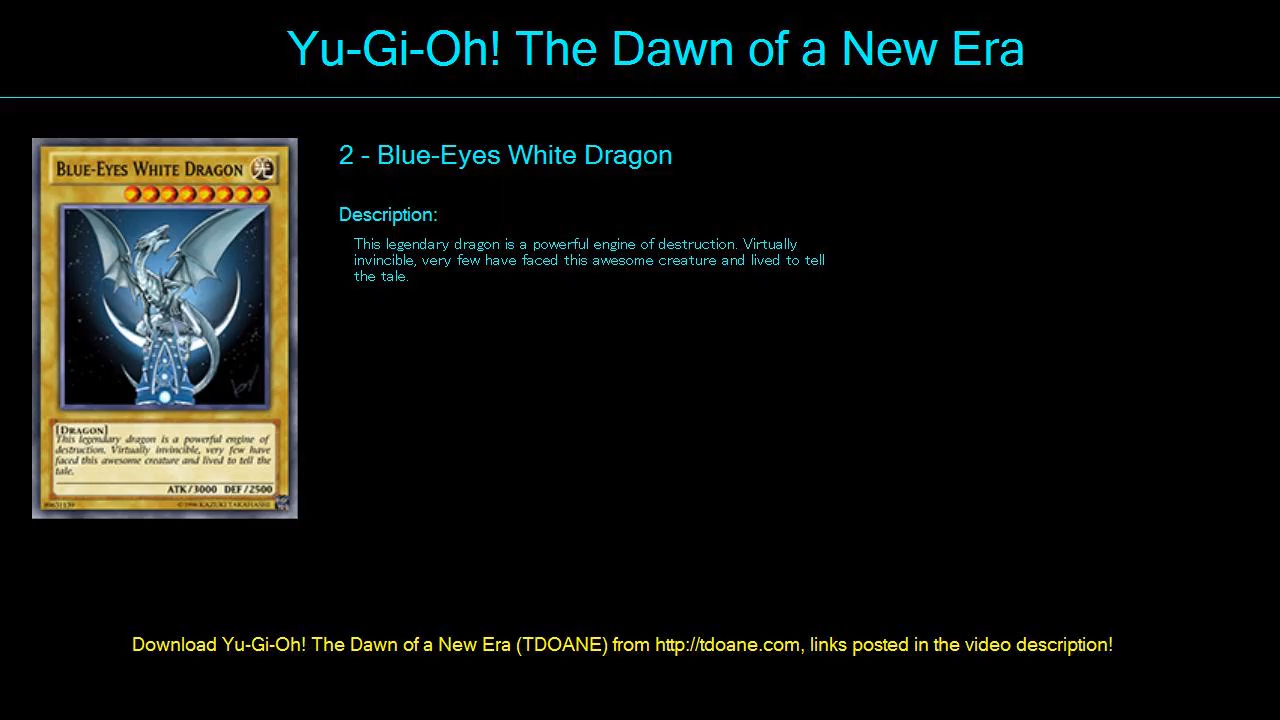 Yu-Gi-Oh! The Dawn of a New Era
BLUE-EYES WHITE DRAGON 光
[DRAGON]
This legendary dragon is a powerful engine of
destruction. Virtually invincible, very few have
faced this awesome creature and lived to tell the
tale.
ATK/3000 DEF/2500
©1996 KAZUKI TAKAHASHI
2 - Blue-Eyes White Dragon
Description:
This legendary dragon is a powerful engine of destruction. Virtually
invincible, very few have faced this awesome creature and lived to tell
the tale.
Download Yu-Gi-Oh! The Dawn of a New Era (TDOANE) from http://tdoane.com, links posted in the video description!